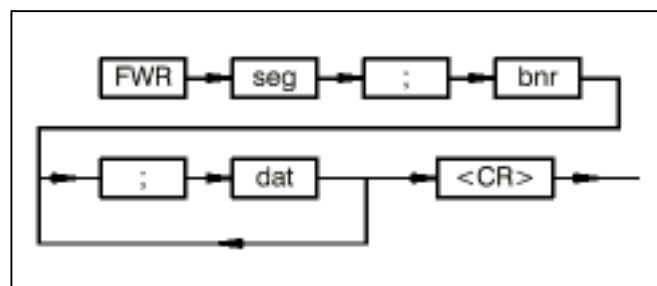 FWR seg ; bnr
; dat <CR>